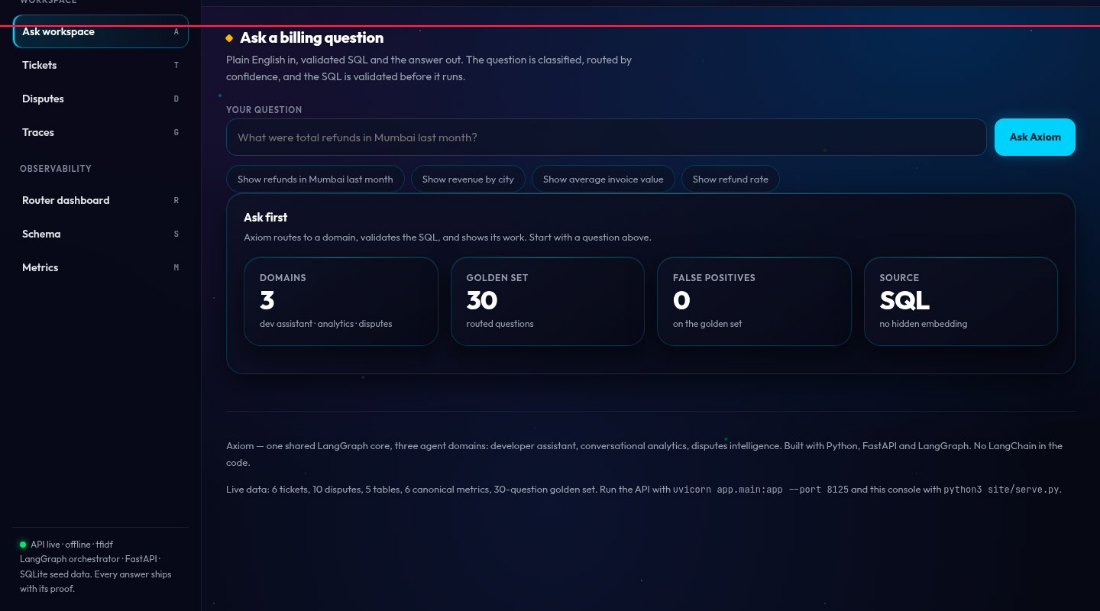 WORKSPACE
Ask workspace A
Tickets T
Disputes D
Traces G
OBSERVABILITY
Router dashboard R
Schema S
Metrics M
API live · offline · tfidf
LangGraph orchestrator · FastAPI ·
SQLite seed data. Every answer ships
with its proof.
Ask a billing question
Plain English in, validated SQL and the answer out. The question is classified, routed by
confidence, and the SQL is validated before it runs.
YOUR QUESTION
What were total refunds in Mumbai last month?
Ask Axiom
Show refunds in Mumbai last month
Show revenue by city
Show average invoice value
Show refund rate
Ask first
Axiom routes to a domain, validates the SQL, and shows its work. Start with a question above.
DOMAINS
3
dev assistant · analytics · disputes
GOLDEN SET
30
routed questions
FALSE POSITIVES
0
on the golden set
SOURCE
SQL
no hidden embedding
Axiom — one shared LangGraph core, three agent domains: developer assistant, conversational analytics, disputes intelligence. Built with Python, FastAPI and LangGraph. No LangChain in the
code.
Live data: 6 tickets, 10 disputes, 5 tables, 6 canonical metrics, 30-question golden set. Run the API with uvicorn app.main:app --port 8125 and this console with python3 site/serve.py.